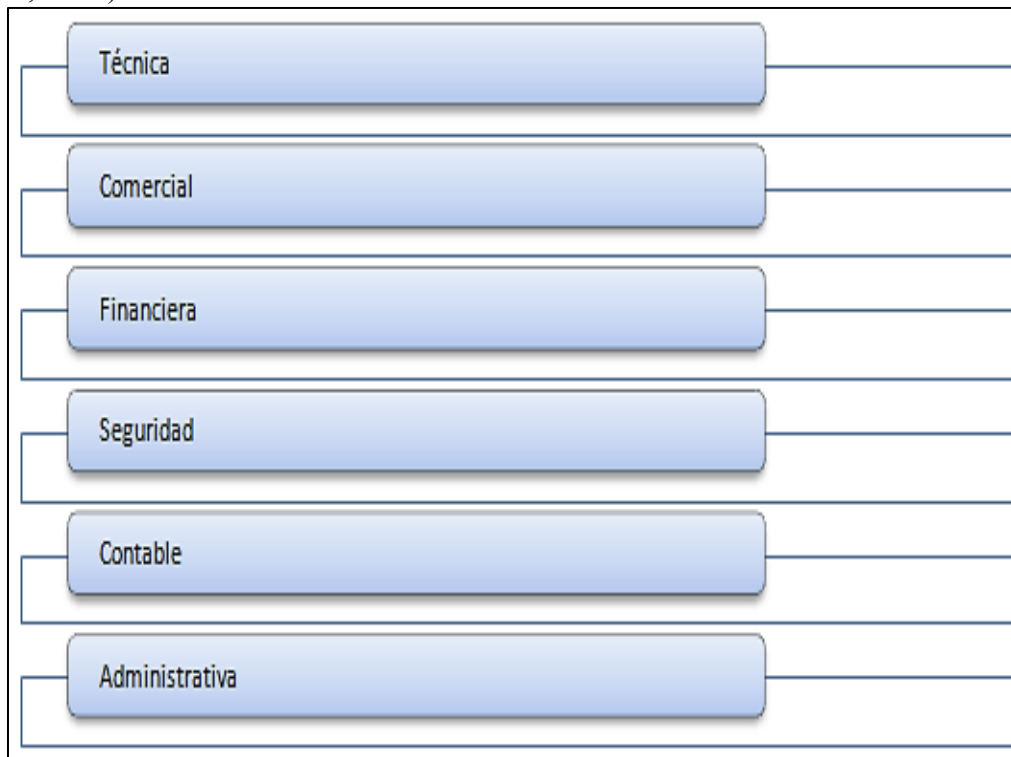 Técnica
Comercial
Financiera
Seguridad
Contable
Administrativa